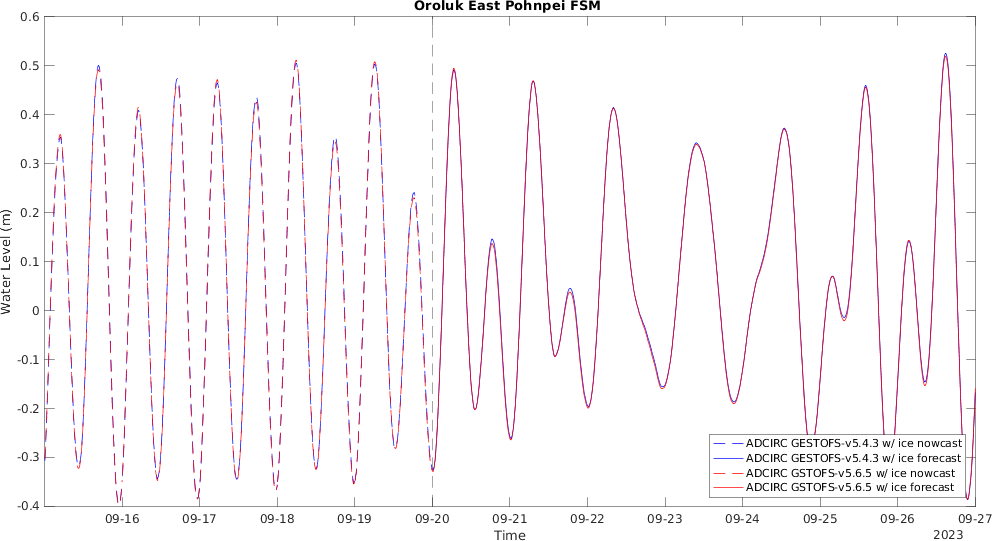 Oroluk East Pohnpei FSM
0.6
0.5
0.4
0.3
0.2
0.1
0
-0.1
-0.2
-0.3
-0.4
Water Level (m)
09-16 09-17 09-18 09-19 09-20 09-21 09-22 09-23 09-24 09-25 09-26 09-27
Time
2023
ADCIRC GESTOFS-v5.4.3 w/ ice nowcast
ADCIRC GESTOFS-v5.4.3 w/ ice forecast
ADCIRC GSTOFS-v5.6.5 w/ ice nowcast
ADCIRC GSTOFS-v5.6.5 w/ ice forecast